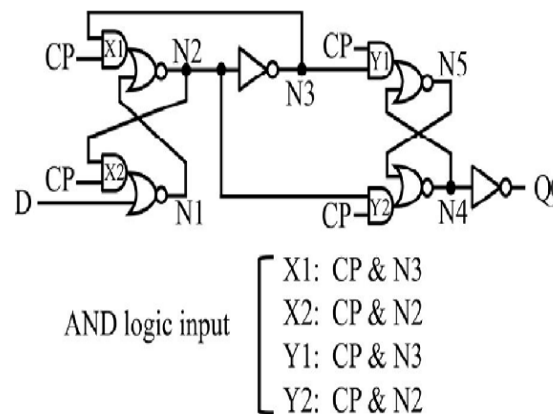 X1
CP
N2
N3
CP
Y1
N5
X2
CP
D
N1
Y2
CP
N4
Q
AND logic input
X1: CP & N3
X2: CP & N2
Y1: CP & N3
Y2: CP & N2